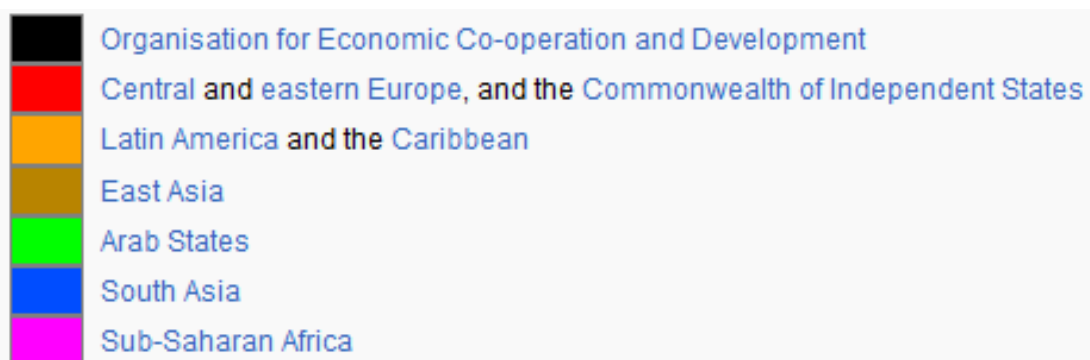 Organisation for Economic Co-operation and Development
Central and eastern Europe, and the Commonwealth of Independent States
Latin America and the Caribbean
East Asia
Arab States
South Asia
Sub-Saharan Africa